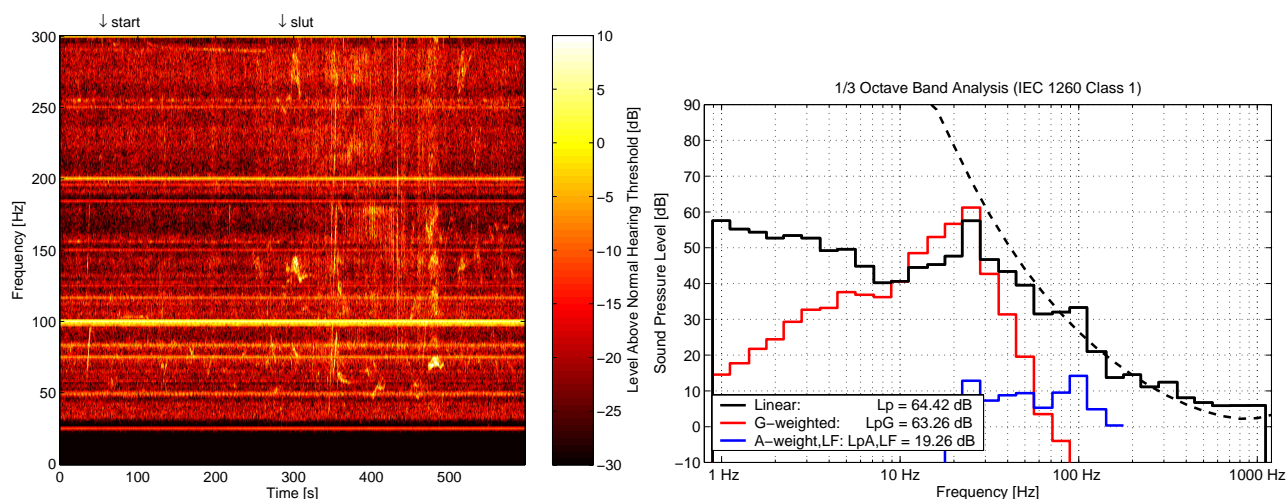 ↓ start ↓ slut
300
250
200
150
100
50
0
Frequency [Hz]
0 100 200 300 400 500
Time [s]
10
5
0
−5
−10
−15
−20
−25
−30
Level Above Normal Hearing Threshold [dB]
1/3 Octave Band Analysis (IEC 1260 Class 1)
90
80
70
60
50
40
30
20
10
0
−10
Sound Pressure Level [dB]
Linear: Lp = 64.42 dB
G−weighted: LpG = 63.26 dB
A−weight,LF: LpA,LF = 19.26 dB
1 Hz 10 Hz 100 Hz 1000 Hz
Frequency [Hz]